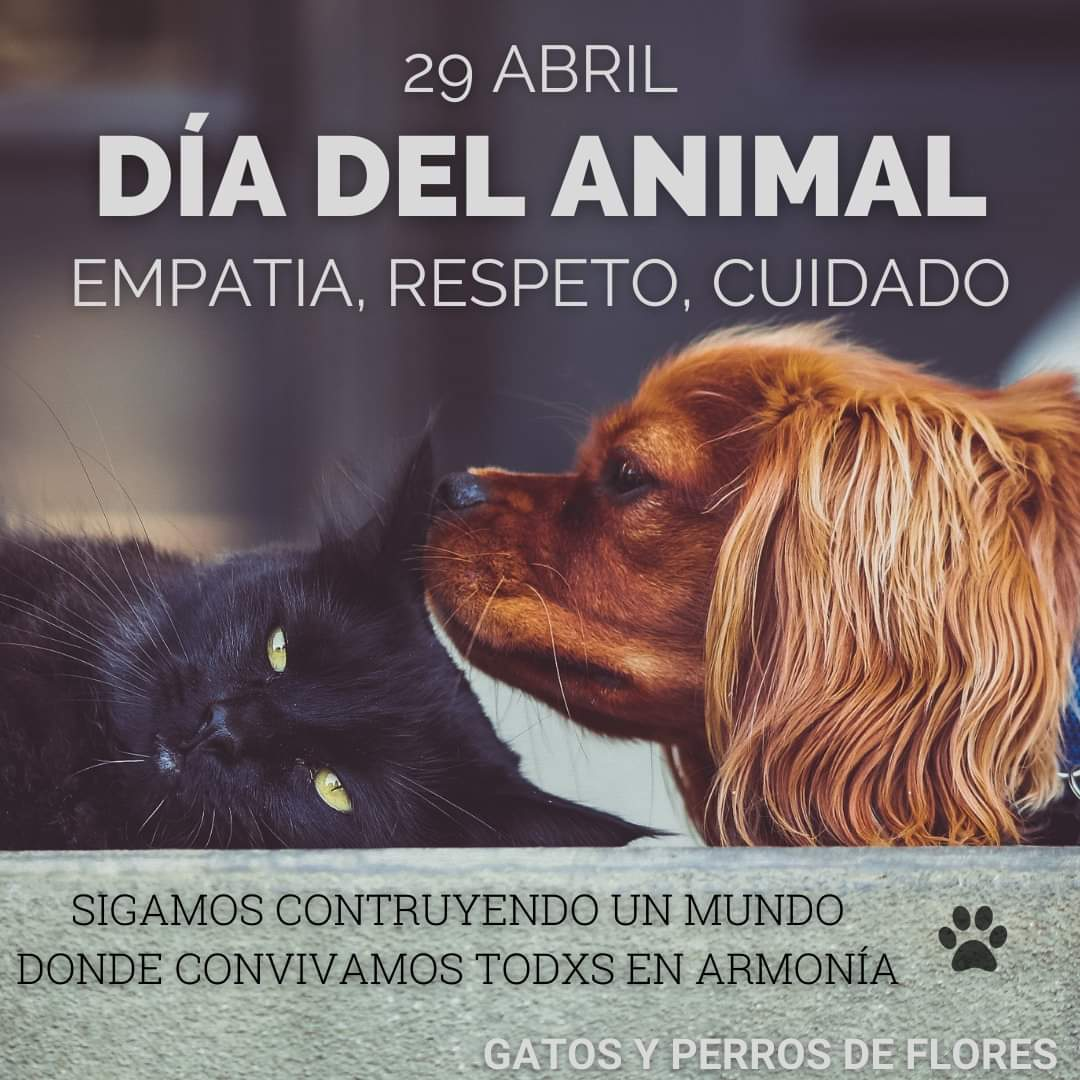 29 ABRIL
DÍA DEL ANIMAL
EMPATIA, RESPETO, CUIDADO
SIGAMOS CONTRUYENDO UN MUNDO
DONDE CONVIVAMOS TODXS EN ARMONÍA
GATOS Y PERROS DE FLORES